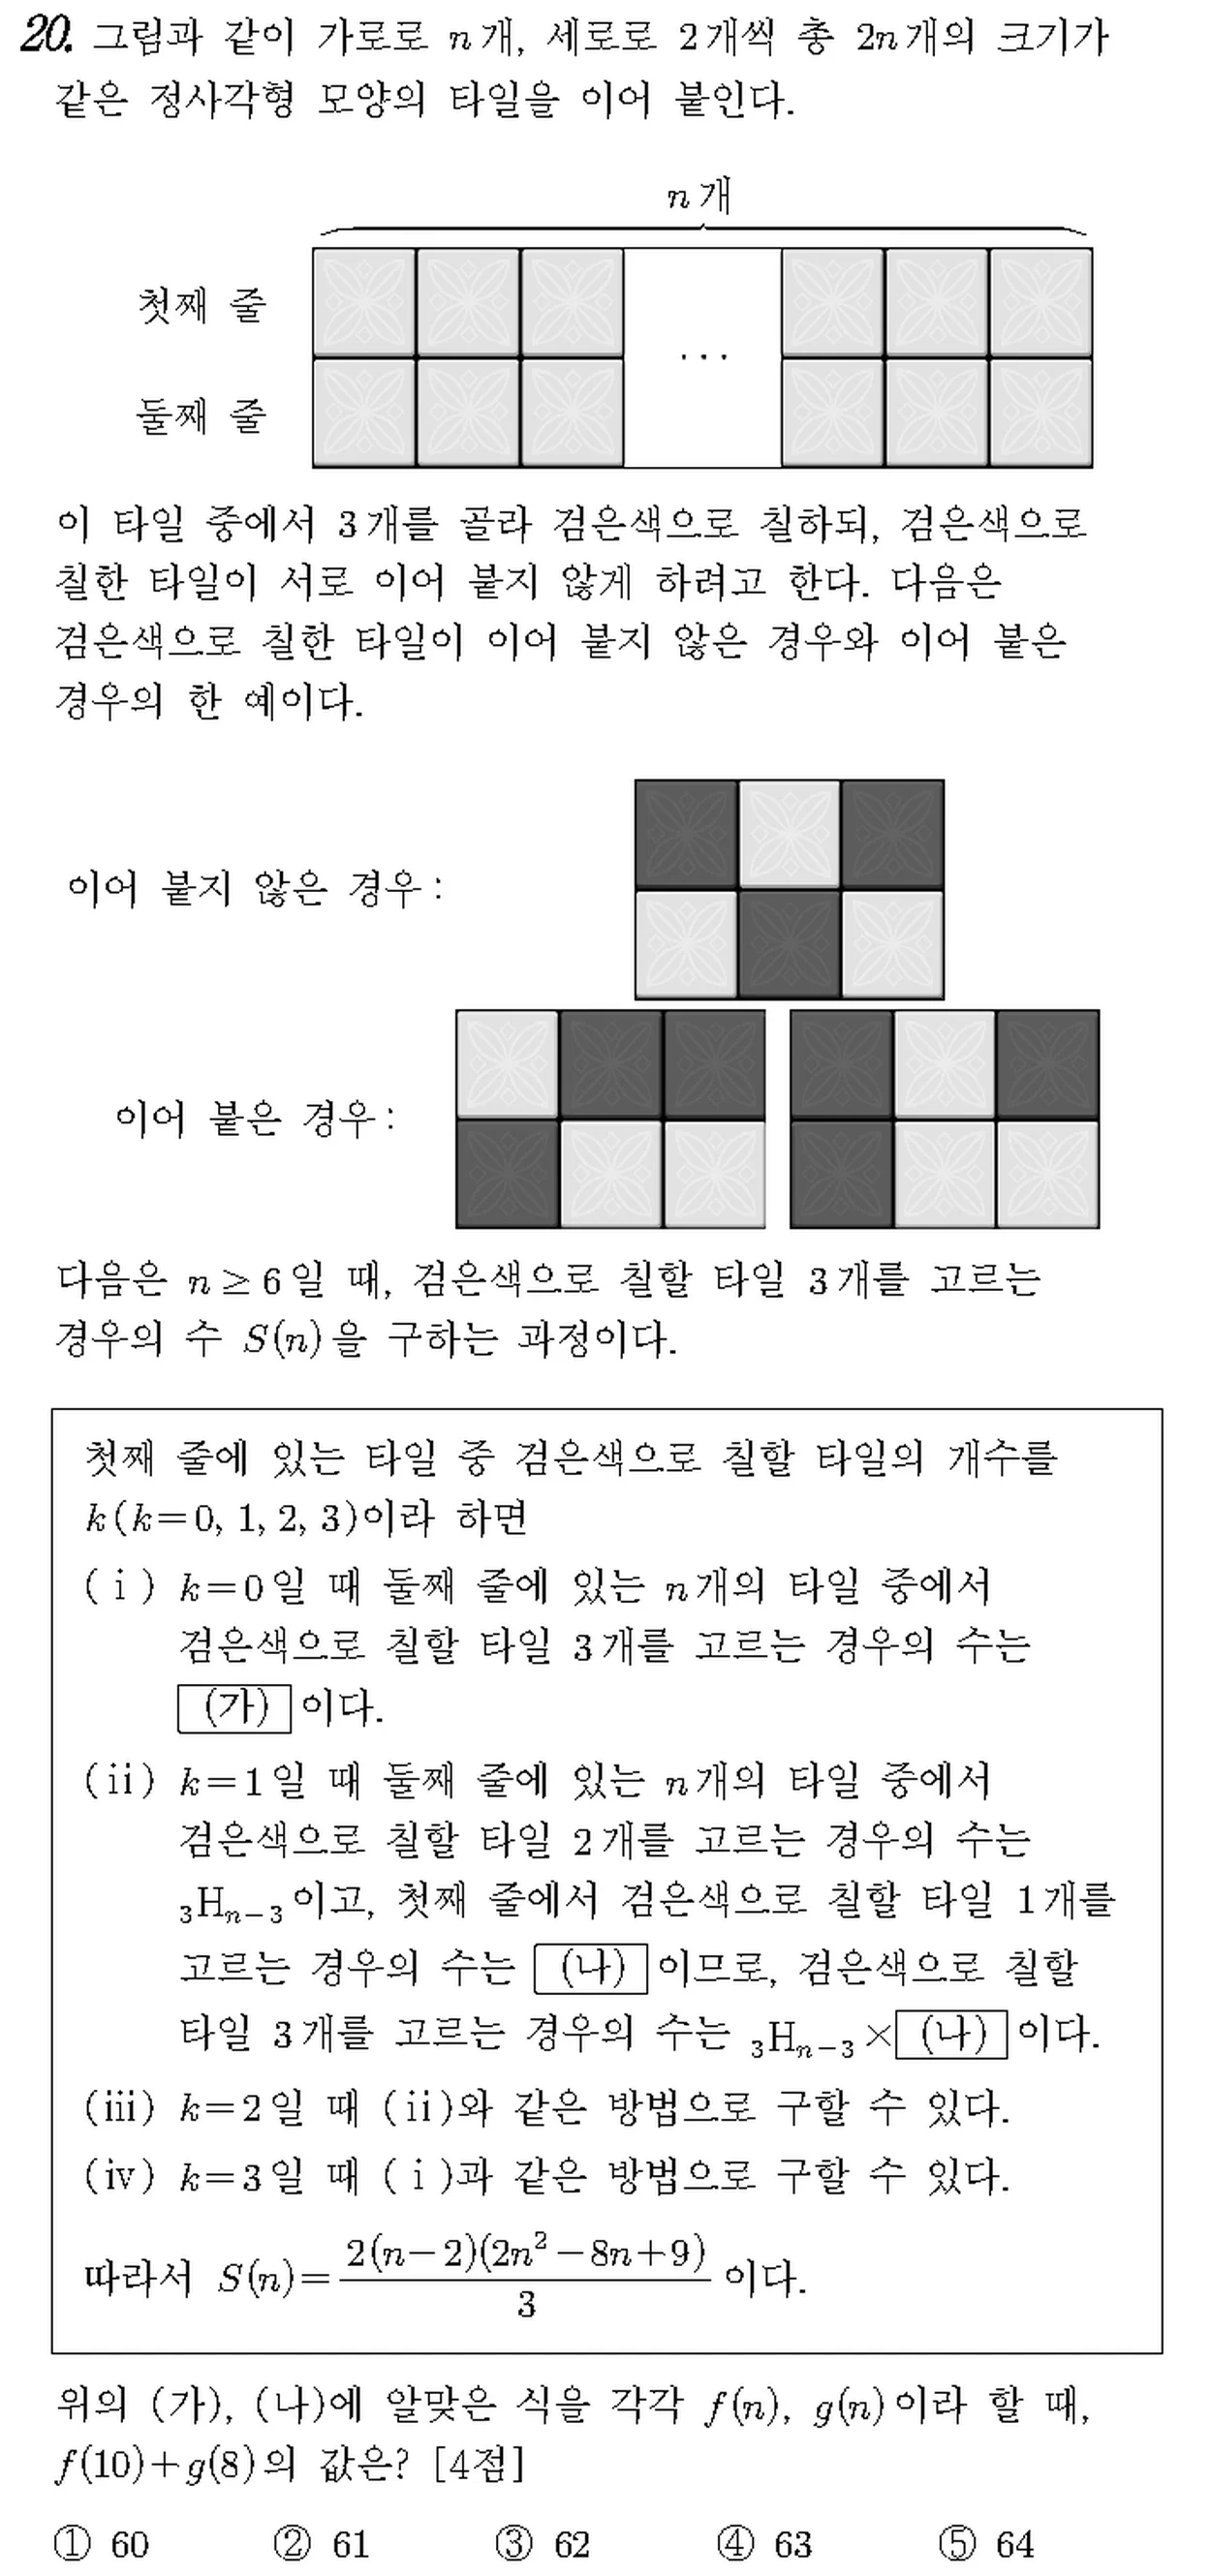 20. 그림과 같이 가로로 n개, 세로로 2개씩 총 2n개의 크기가
같은 정사각형 모양의 타일을 이어 붙인다.
n개
첫째 줄
...
둘째 줄
이 타일 중에서 3개를 골라 검은색으로 칠하되, 검은색으로
칠한 타일이 서로 이어 붙지 않게 하려고 한다. 다음은
검은색으로 칠한 타일이 이어 붙지 않은 경우와 이어 붙은
경우의 한 예이다.
이어 붙지 않은 경우 :
이어 붙은 경우 :
다음은 n≥6일 때, 검은색으로 칠할 타일 3개를 고르는
경우의 수 S(n)을 구하는 과정이다.
첫째 줄에 있는 타일 중 검은색으로 칠할 타일의 개수를
k(k=0, 1, 2, 3)이라 하면
(ⅰ) k=0일 때 둘째 줄에 있는 n개의 타일 중에서
검은색으로 칠할 타일 3개를 고르는 경우의 수는
(가) 이다.
(ⅱ) k=1일 때 둘째 줄에 있는 n개의 타일 중에서
검은색으로 칠할 타일 2개를 고르는 경우의 수는
₃Hₙ₋₃이고, 첫째 줄에서 검은색으로 칠할 타일 1개를
고르는 경우의 수는 (나) 이므로, 검은색으로 칠할
타일 3개를 고르는 경우의 수는 ₃Hₙ₋₃× (나) 이다.
(ⅲ) k=2일 때 (ⅱ)와 같은 방법으로 구할 수 있다.
(ⅳ) k=3일 때 (ⅰ)과 같은 방법으로 구할 수 있다.
따라서 S(n)=2(n-2)(2n²-8n+9)/3 이다.
위의 (가), (나)에 알맞은 식을 각각 f(n), g(n)이라 할 때,
f(10)+g(8)의 값은? [4점]
① 60 ② 61 ③ 62 ④ 63 ⑤ 64